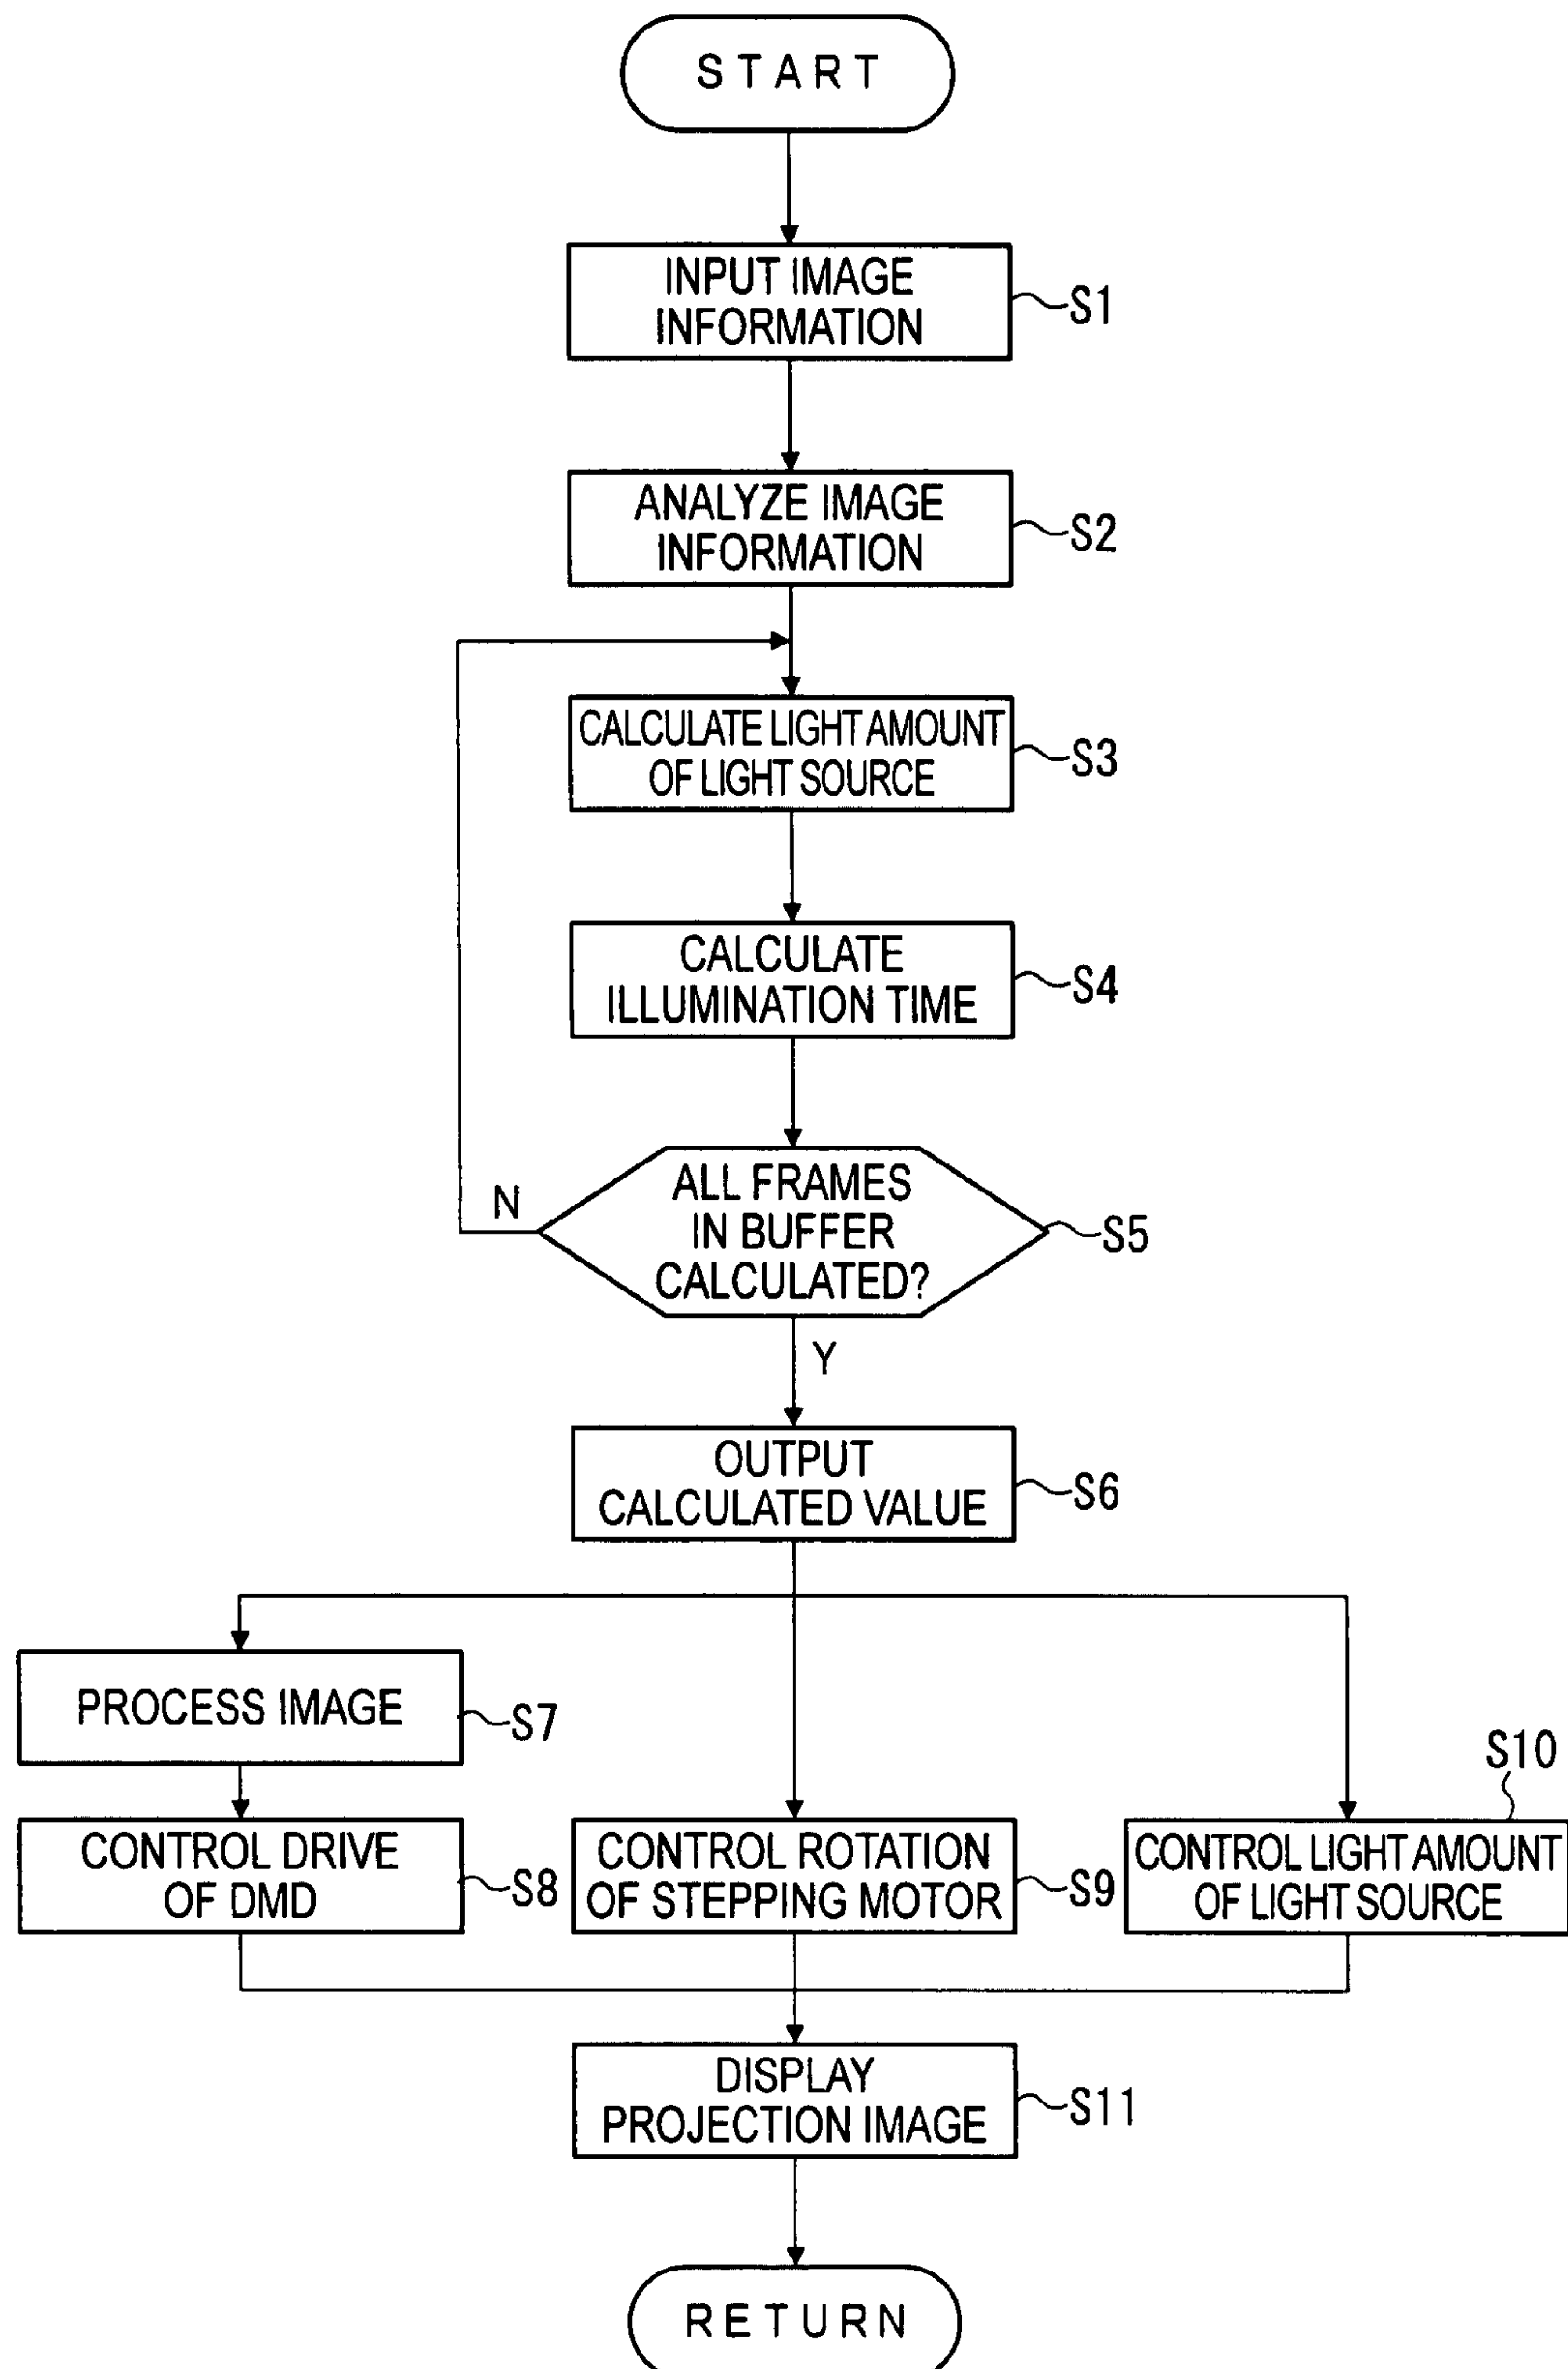 START
INPUT IMAGE
INFORMATION
S1
ANALYZE IMAGE
INFORMATION
S2
CALCULATE LIGHT AMOUNT
OF LIGHT SOURCE
S3
CALCULATE
ILLUMINATION TIME
S4
ALL FRAMES
IN BUFFER
CALCULATED?
S5
N
Y
OUTPUT
CALCULATED VALUE
S6
PROCESS IMAGE
S7
CONTROL DRIVE
OF DMD
S8
CONTROL ROTATION
OF STEPPING MOTOR
S9
S10
CONTROL LIGHT AMOUNT
OF LIGHT SOURCE
DISPLAY
PROJECTION IMAGE
S11
RETURN